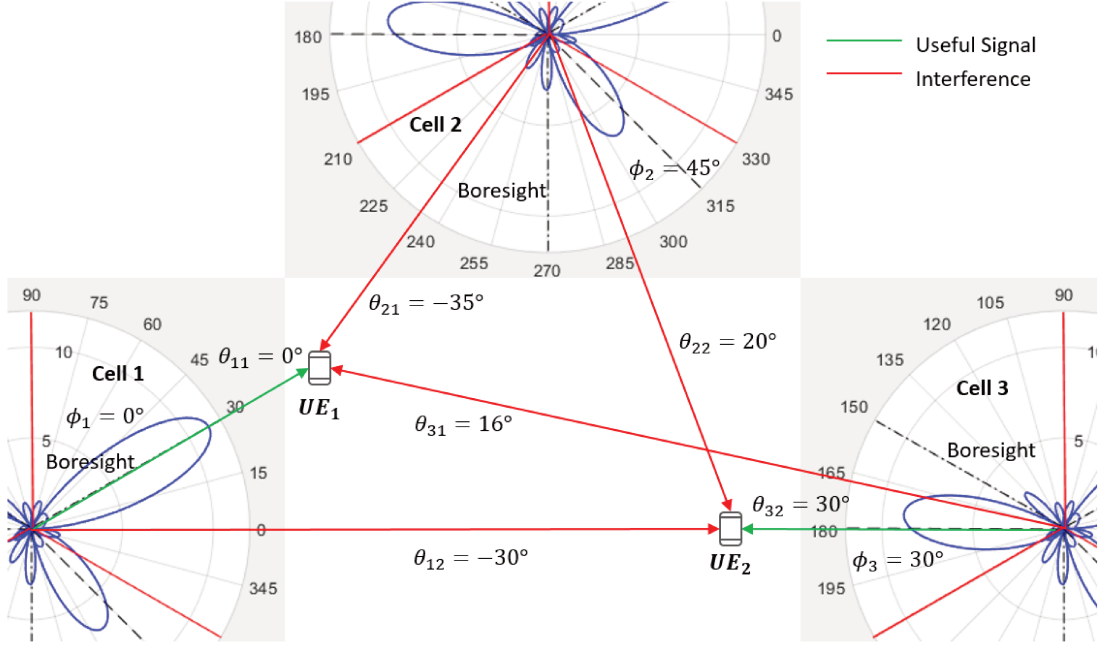 180
0
Useful Signal
Interference
195
345
Cell 2
210
330
ϕ₂ = 45°
Boresight
225
315
240
300
255
285
270
90
75
60
105
90
120
θ₂₁ = −35°
10
45
θ₁₁ = 0°
θ₂₂ = 20°
135
10
Cell 1
Cell 3
ϕ₁ = 0°
30
UE₁
150
θ₃₁ = 16°
5
Boresight
Boresight
5
15
165
θ₃₂ = 30°
0
180
θ₁₂ = −30°
UE₂
ϕ₃ = 30°
345
195